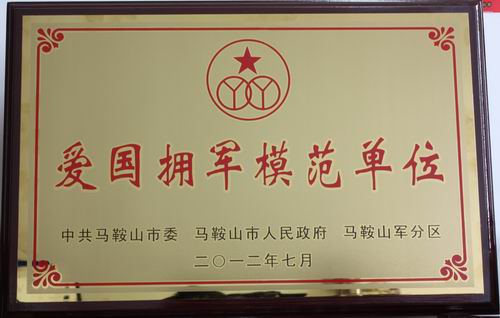 爱国拥军模范单位
中共马鞍山市委 马鞍山市人民政府 马鞍山军分区
二〇一二年七月